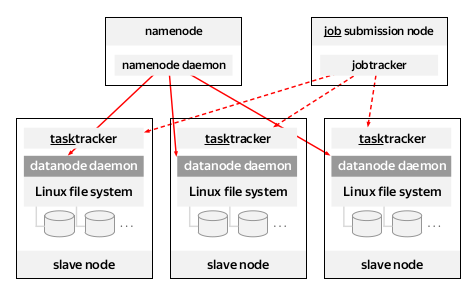 namenode
namenode daemon
job submission node
jobtracker
tasktracker
datanode daemon
Linux file system
...
slave node
tasktracker
datanode daemon
Linux file system
...
slave node
tasktracker
datanode daemon
Linux file system
...
slave node